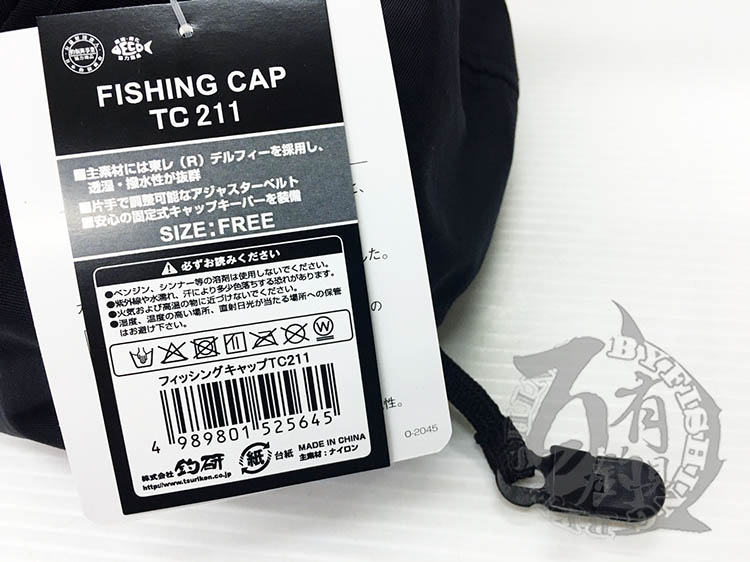 FISHING CAP
TC 211
■主素材には東レ（R）デルフィーを採用し、
透湿・撥水性が抜群
■片手で調整可能なアジャスターベルト
■安心の固定式キャップキーパーを装備
SIZE:FREE
必ずお読みください
●ベンジン、シンナー等の溶剤は使用しないでください。
●紫外線や水濡れ、汗により多少色落ちする恐れがあります。
●火気および高温の物に近づけないでください。
●湿度、温度の高い場所、直射日光が当たる場所への保管
はお避け下さい。
フィッシングキャップTC211
4 989801 525645
株式会社 釣研
http://www.tsuriken.co.jp
紙 台紙
MADE IN CHINA
主素材：ナイロン
した。
の
性。
0-2045
百有釣
BYFISHING